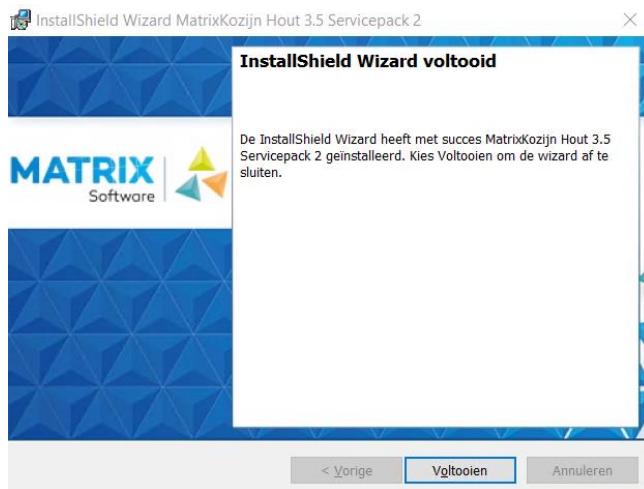 InstallShield Wizard MatrixKozijn Hout 3.5 Servicepack 2
InstallShield Wizard voltooid
De InstallShield Wizard heeft met succes MatrixKozijn Hout 3.5
Servicepack 2 geïnstalleerd. Kies Voltooien om de wizard af te
sluiten.
MATRIX
Software
< Vorige
Voltooien
Annuleren